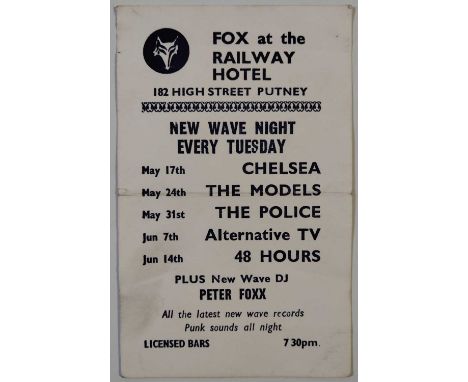 FOX at the
RAILWAY
HOTEL
182 HIGH STREET PUTNEY
NEW WAVE NIGHT
EVERY TUESDAY
May 17th CHELSEA
May 24th THE MODELS
May 31st THE POLICE
Jun 7th Alternative TV
Jun 14th 48 HOURS
PLUS New Wave DJ
PETER FOXX
All the latest new wave records
Punk sounds all night
LICENSED BARS 7 30pm.